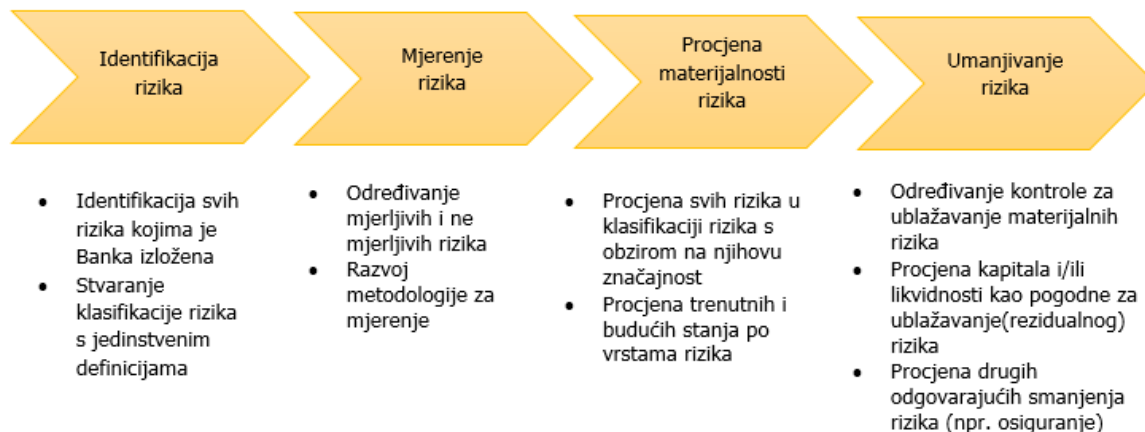 Identifikacija
rizika
Mjerenje
rizika
Procjena
materijalnosti
rizika
Umanjivanje
rizika
• Identifikacija svih
rizika kojima je
Banka izložena
• Stvaranje
klasifikacije rizika
s jedinstvenim
definicijama
• Određivanje
mjerljivih i ne
mjerljivih rizika
• Razvoj
metodologije za
mjerenje
• Procjena svih rizika u
klasifikaciji rizika s
obzirom na njihovu
značajnost
• Procjena trenutnih i
budućih stanja po
vrstama rizika
• Određivanje kontrole za
ublažavanje materijalnih
rizika
• Procjena kapitala i/ili
likvidnosti kao pogodne za
ublažavanje(rezidualnog)
rizika
• Procjena drugih
odgovarajućih smanjenja
rizika (npr. osiguranje)